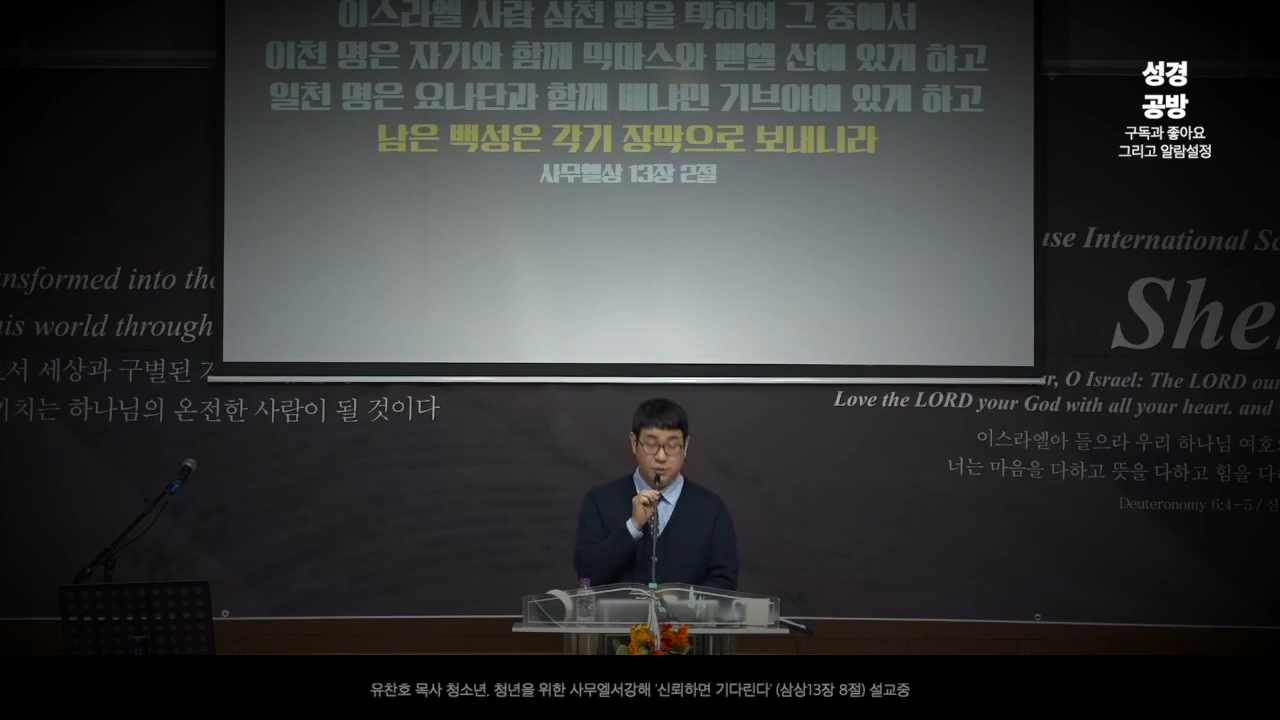 이스라엘 사람 삼천 명을 택하여 그 중에서
이천 명은 자기와 함께 믹마스와 벧엘 산에 있게 하고
일천 명은 요나단과 함께 베냐민 기브아에 있게 하고
남은 백성은 각기 장막으로 보내니라
사무엘상 13장 2절
성경
공방
구독과 좋아요
그리고 알람설정
nsformed into the
is world through
서 세상과 구별된
치는 하나님의 온전한 사람이 될 것이다
use International
She
r, O Israel: The LORD our
Love the LORD your God with all your heart. and
이스라엘아 들으라 우리 하나님 여호
너는 마음을 다하고 뜻을 다하고 힘을 다
Deuteronomy 6:4-5 / 신
유찬호 목사 청소년, 청년을 위한 사무엘서강해 '신뢰하면 기다린다' (삼상13장 8절) 설교중